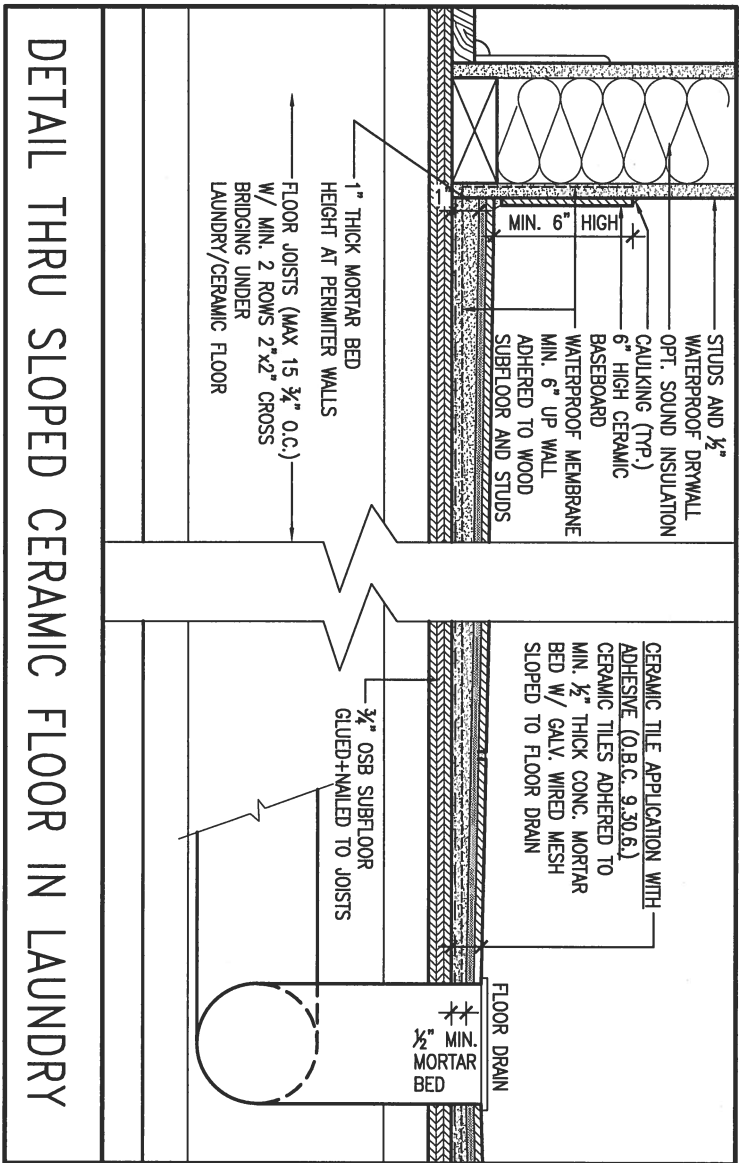 STUDS AND ½"
WATERPROOF DRYWALL
OPT. SOUND INSULATION
CAULKING (TYP.)
6" HIGH CERAMIC
BASEBOARD
WATERPROOF MEMBRANE
MIN. 6" UP WALL
ADHERED TO WOOD
SUBFLOOR AND STUDS
MIN. 6" HIGH
1"
CERAMIC TILE APPLICATION WITH
ADHESIVE (O.B.C. 9.30.6.)
CERAMIC TILES ADHERED TO
MIN. ½" THICK CONC. MORTAR
BED W/ GALV. WIRED MESH
SLOPED TO FLOOR DRAIN
FLOOR DRAIN
½" MIN.
MORTAR
BED
1" THICK MORTAR BED
HEIGHT AT PERIMITER WALLS
FLOOR JOISTS (MAX 15 ¾" O.C.)
W/ MIN. 2 ROWS 2"x2" CROSS
BRIDGING UNDER
LAUNDRY/CERAMIC FLOOR
¾" OSB SUBFLOOR
GLUED+NAILED TO JOISTS
DETAIL THRU SLOPED CERAMIC FLOOR IN LAUNDRY